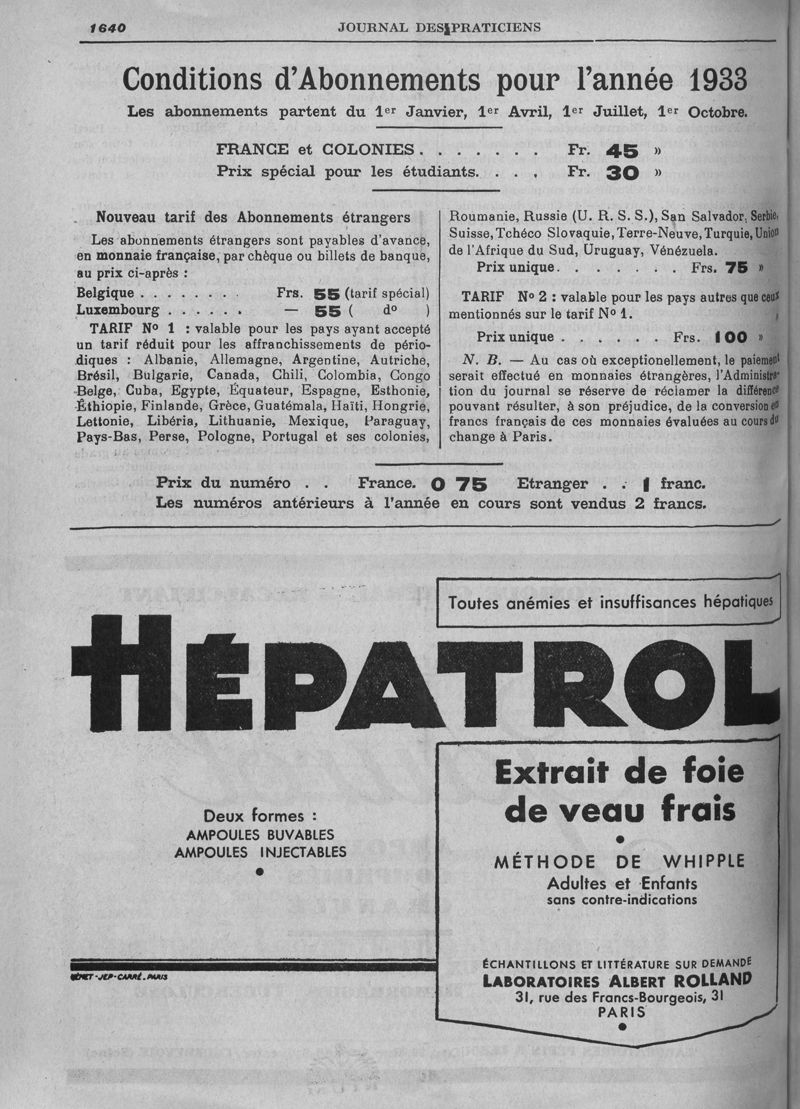 1640
JOURNAL DES PRATICIENS
Conditions d'Abonnements pour l'année 1933
Les abonnements partent du 1er Janvier, 1er Avril, 1er Juillet, 1er Octobre.
FRANCE et COLONIES. . . . . . . . Fr. 45 »
Prix spécial pour les étudiants. . . . Fr. 30 »
Nouveau tarif des Abonnements étrangers
Les abonnements étrangers sont payables d'avance,
en monnaie française, par chèque ou billets de banque,
au prix ci-après :
Belgique . . . . . . . . Frs. 55 (tarif spécial)
Luxembourg . . . . . . — 55 ( do )
TARIF No 1 : valable pour les pays ayant accepté
un tarif réduit pour les affranchissements de pério-
diques : Albanie, Allemagne, Argentine, Autriche,
Brésil, Bulgarie, Canada, Chili, Colombia, Congo
Belge, Cuba, Egypte, Équateur, Espagne, Esthonie,
Éthiopie, Finlande, Grèce, Guatémala, Haïti, Hongrie,
Lettonie, Libéria, Lithuanie, Mexique, Paraguay,
Pays-Bas, Perse, Pologne, Portugal et ses colonies,
Roumanie, Russie (U. R. S. S.), San Salvador, Serbie,
Suisse, Tchéco Slovaquie, Terre-Neuve, Turquie, Union
de l'Afrique du Sud, Uruguay, Vénézuela.
Prix unique. . . . . . . . Frs. 75 »
TARIF No 2 : valable pour les pays autres que ceux
mentionnés sur le tarif No 1.
Prix unique . . . . . . Frs. 100 »
N. B. — Au cas où exceptionellement, le paiement
serait effectué en monnaies étrangères, l'Administra-
tion du journal se réserve de réclamer la différence
pouvant résulter, à son préjudice, de la conversion en
francs français de ces monnaies évaluées au cours du
change à Paris.
Prix du numéro . . France. 0 75 Etranger . . 1 franc.
Les numéros antérieurs à l'année en cours sont vendus 2 francs.
Toutes anémies et insuffisances hépatiques
HÉPATROL
Deux formes :
AMPOULES BUVABLES
AMPOULES INJECTABLES
Extrait de foie
de veau frais
MÉTHODE DE WHIPPLE
Adultes et Enfants
sans contre-indications
ÉCHANTILLONS ET LITTÉRATURE SUR DEMANDE
LABORATOIRES ALBERT ROLLAND
31, rue des Francs-Bourgeois, 31
PARIS
-JEP-CARRÉ. PARIS